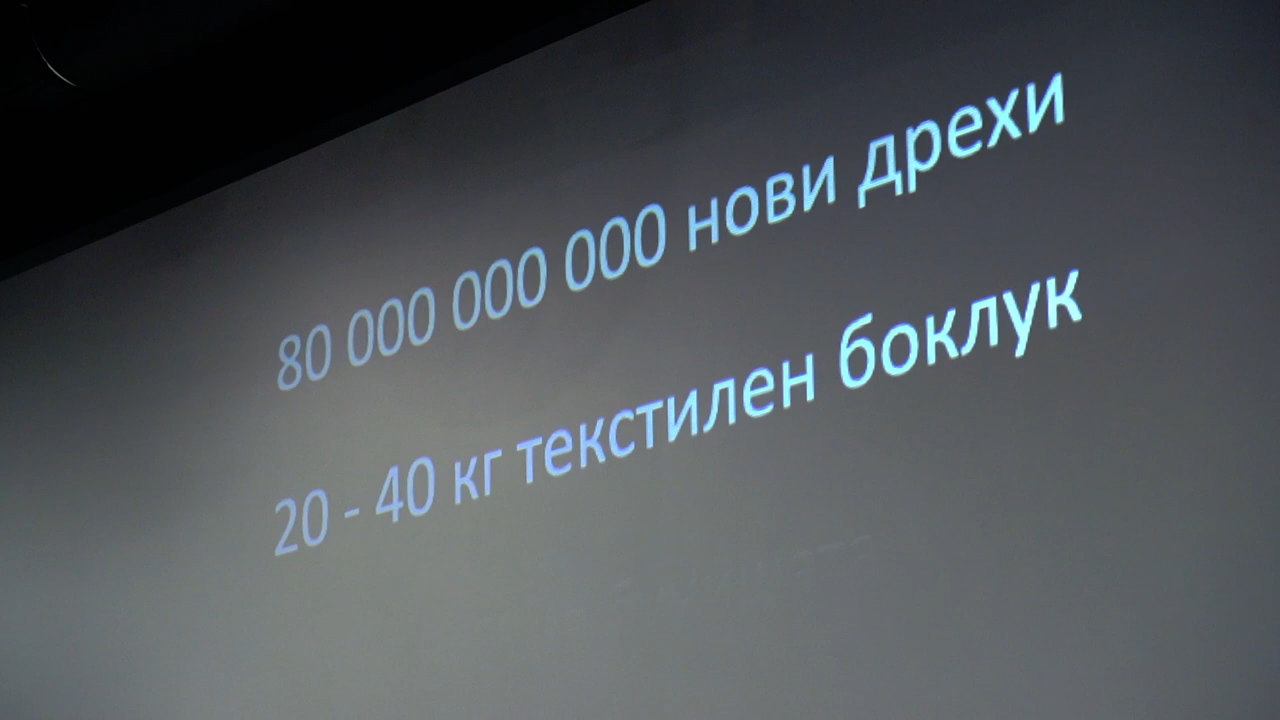 80 000 000 000 нови дрехи
20 - 40 кг текстилен боклук